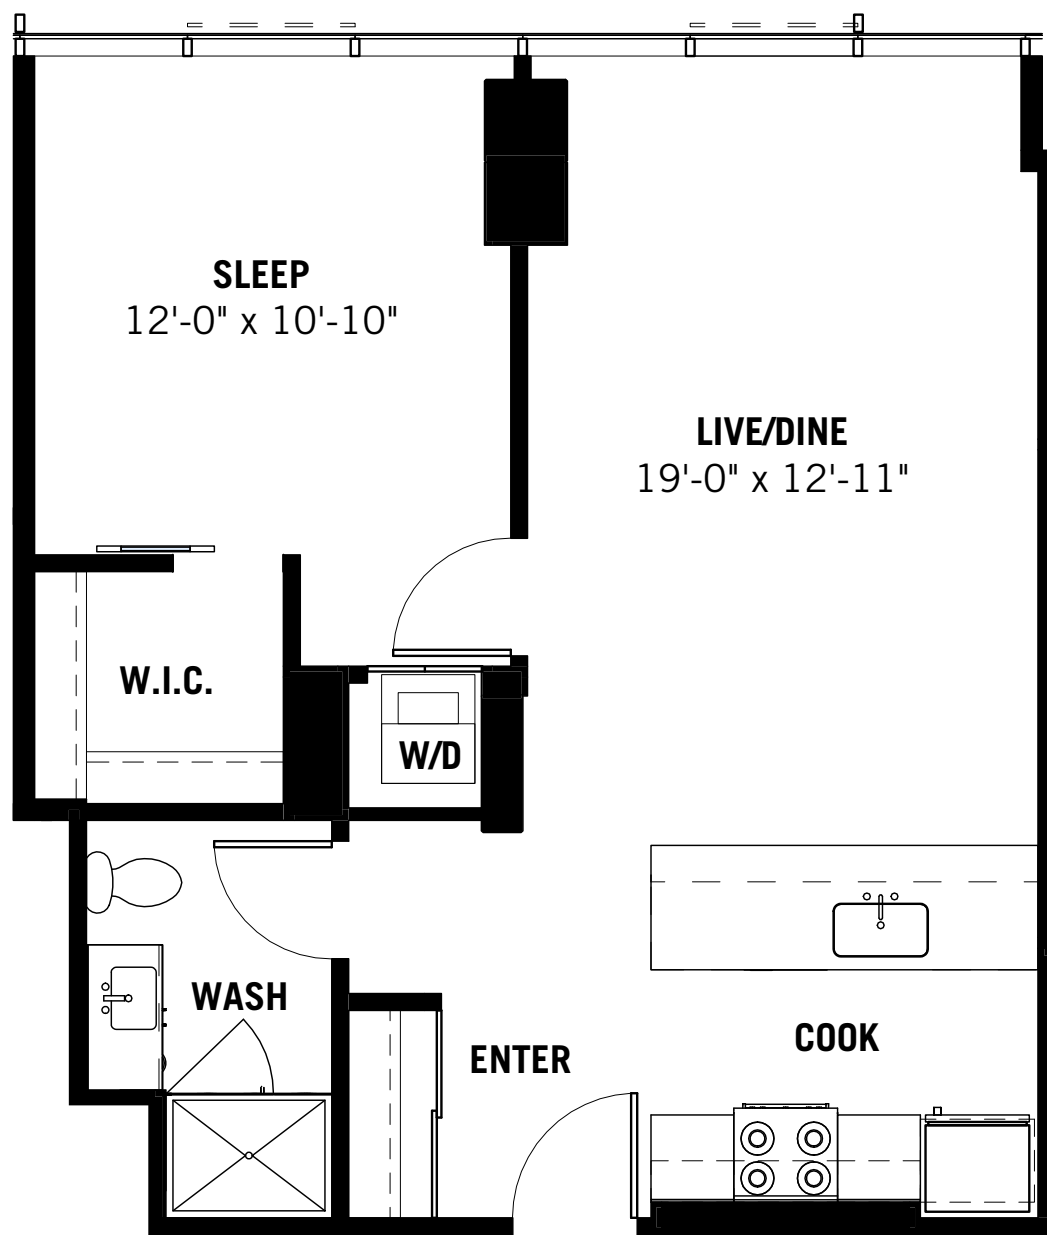 SLEEP
12'-0" x 10'-10"
LIVE/DINE
19'-0" x 12'-11"
W.I.C.
W/D
WASH
ENTER
COOK